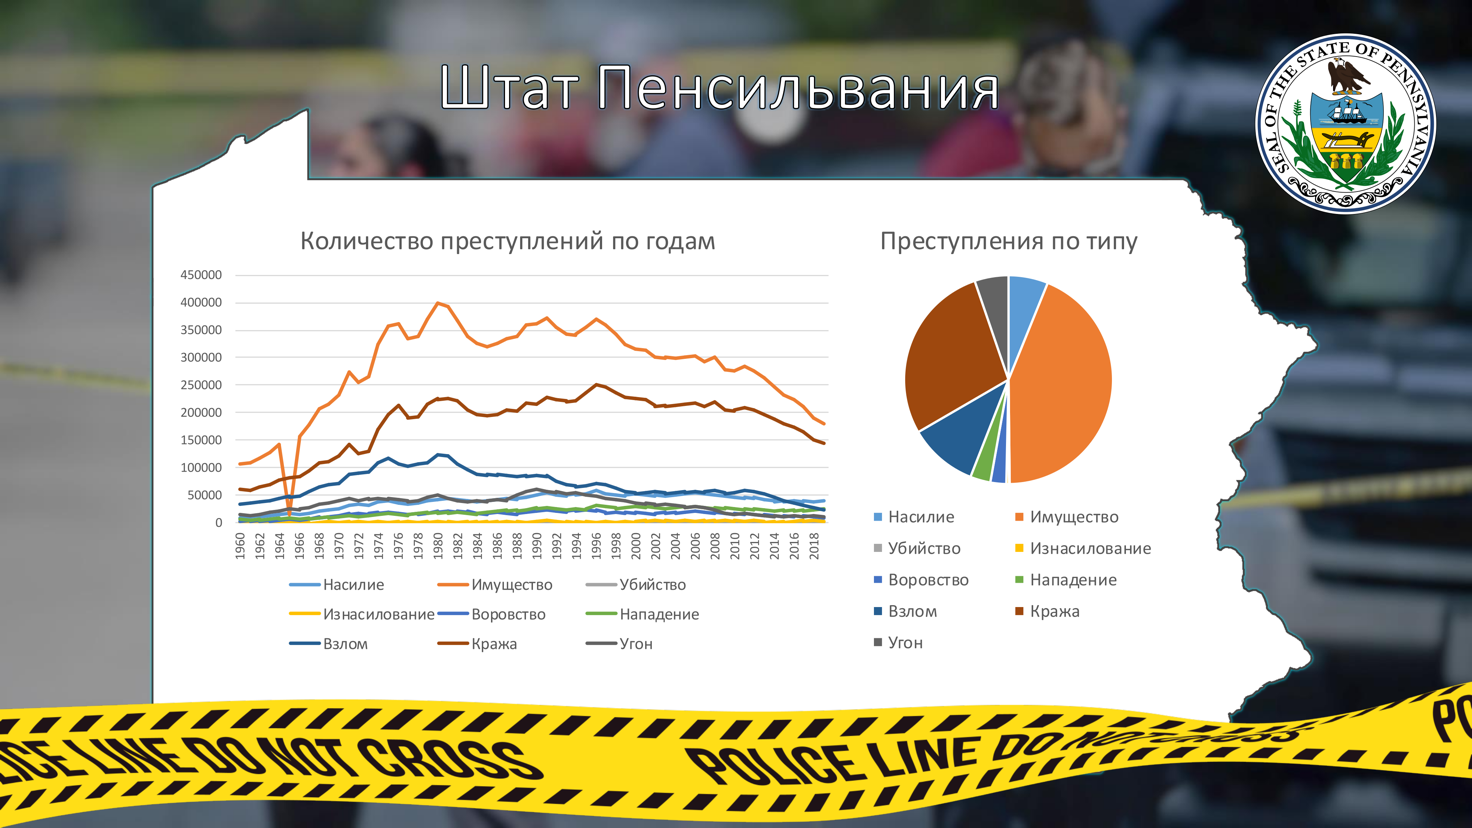 Штат Пенсильвания
SEAL OF THE STATE OF PENNSYLVANIA
Количество преступлений по годам
450000
400000
350000
300000
250000
200000
150000
100000
50000
0
1960 1962 1964 1966 1968 1970 1972 1974 1976 1978 1980 1982 1984 1986 1988 1990 1992 1994 1996 1998 2000 2002 2004 2006 2008 2010 2012 2014 2016 2018
Насилие Имущество Убийство
Изнасилование Воровство Нападение
Взлом Кража Угон
Преступления по типу
Насилие Имущество
Убийство Изнасилование
Воровство Нападение
Взлом Кража
Угон
LICE LINE DO NOT CROSS POLICE LINE DO NOT CROSS PO